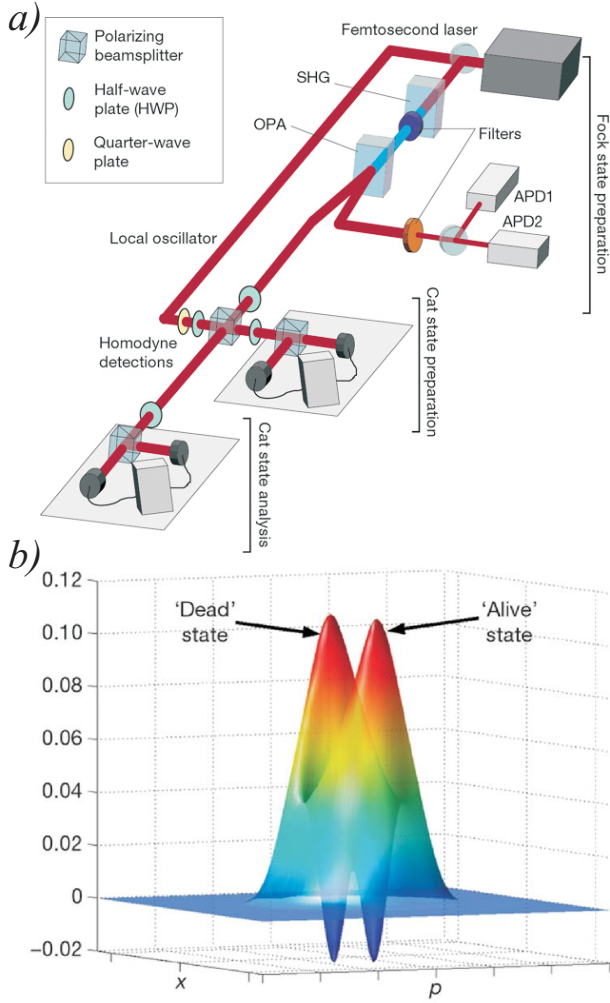 a)
Polarizing
beamsplitter
Half-wave
plate (HWP)
Quarter-wave
plate
Femtosecond laser
SHG
OPA
Filters
APD1
APD2
Fock state preparation
Local oscillator
Homodyne
detections
Cat state preparation
Cat state analysis
b)
0.12
0.10
0.08
0.06
0.04
0.02
0
−0.02
'Dead'
state
'Alive'
state
x
p